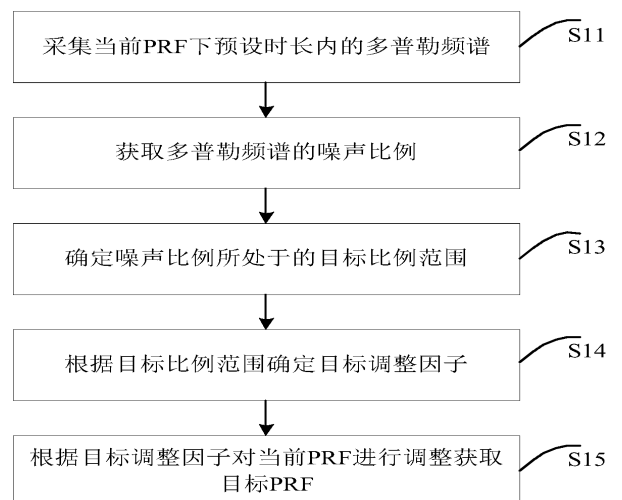 采集当前PRF下预设时长内的多普勒频谱
S11
获取多普勒频谱的噪声比例
S12
确定噪声比例所处于的目标比例范围
S13
根据目标比例范围确定目标调整因子
S14
根据目标调整因子对当前PRF进行调整获取
目标PRF
S15